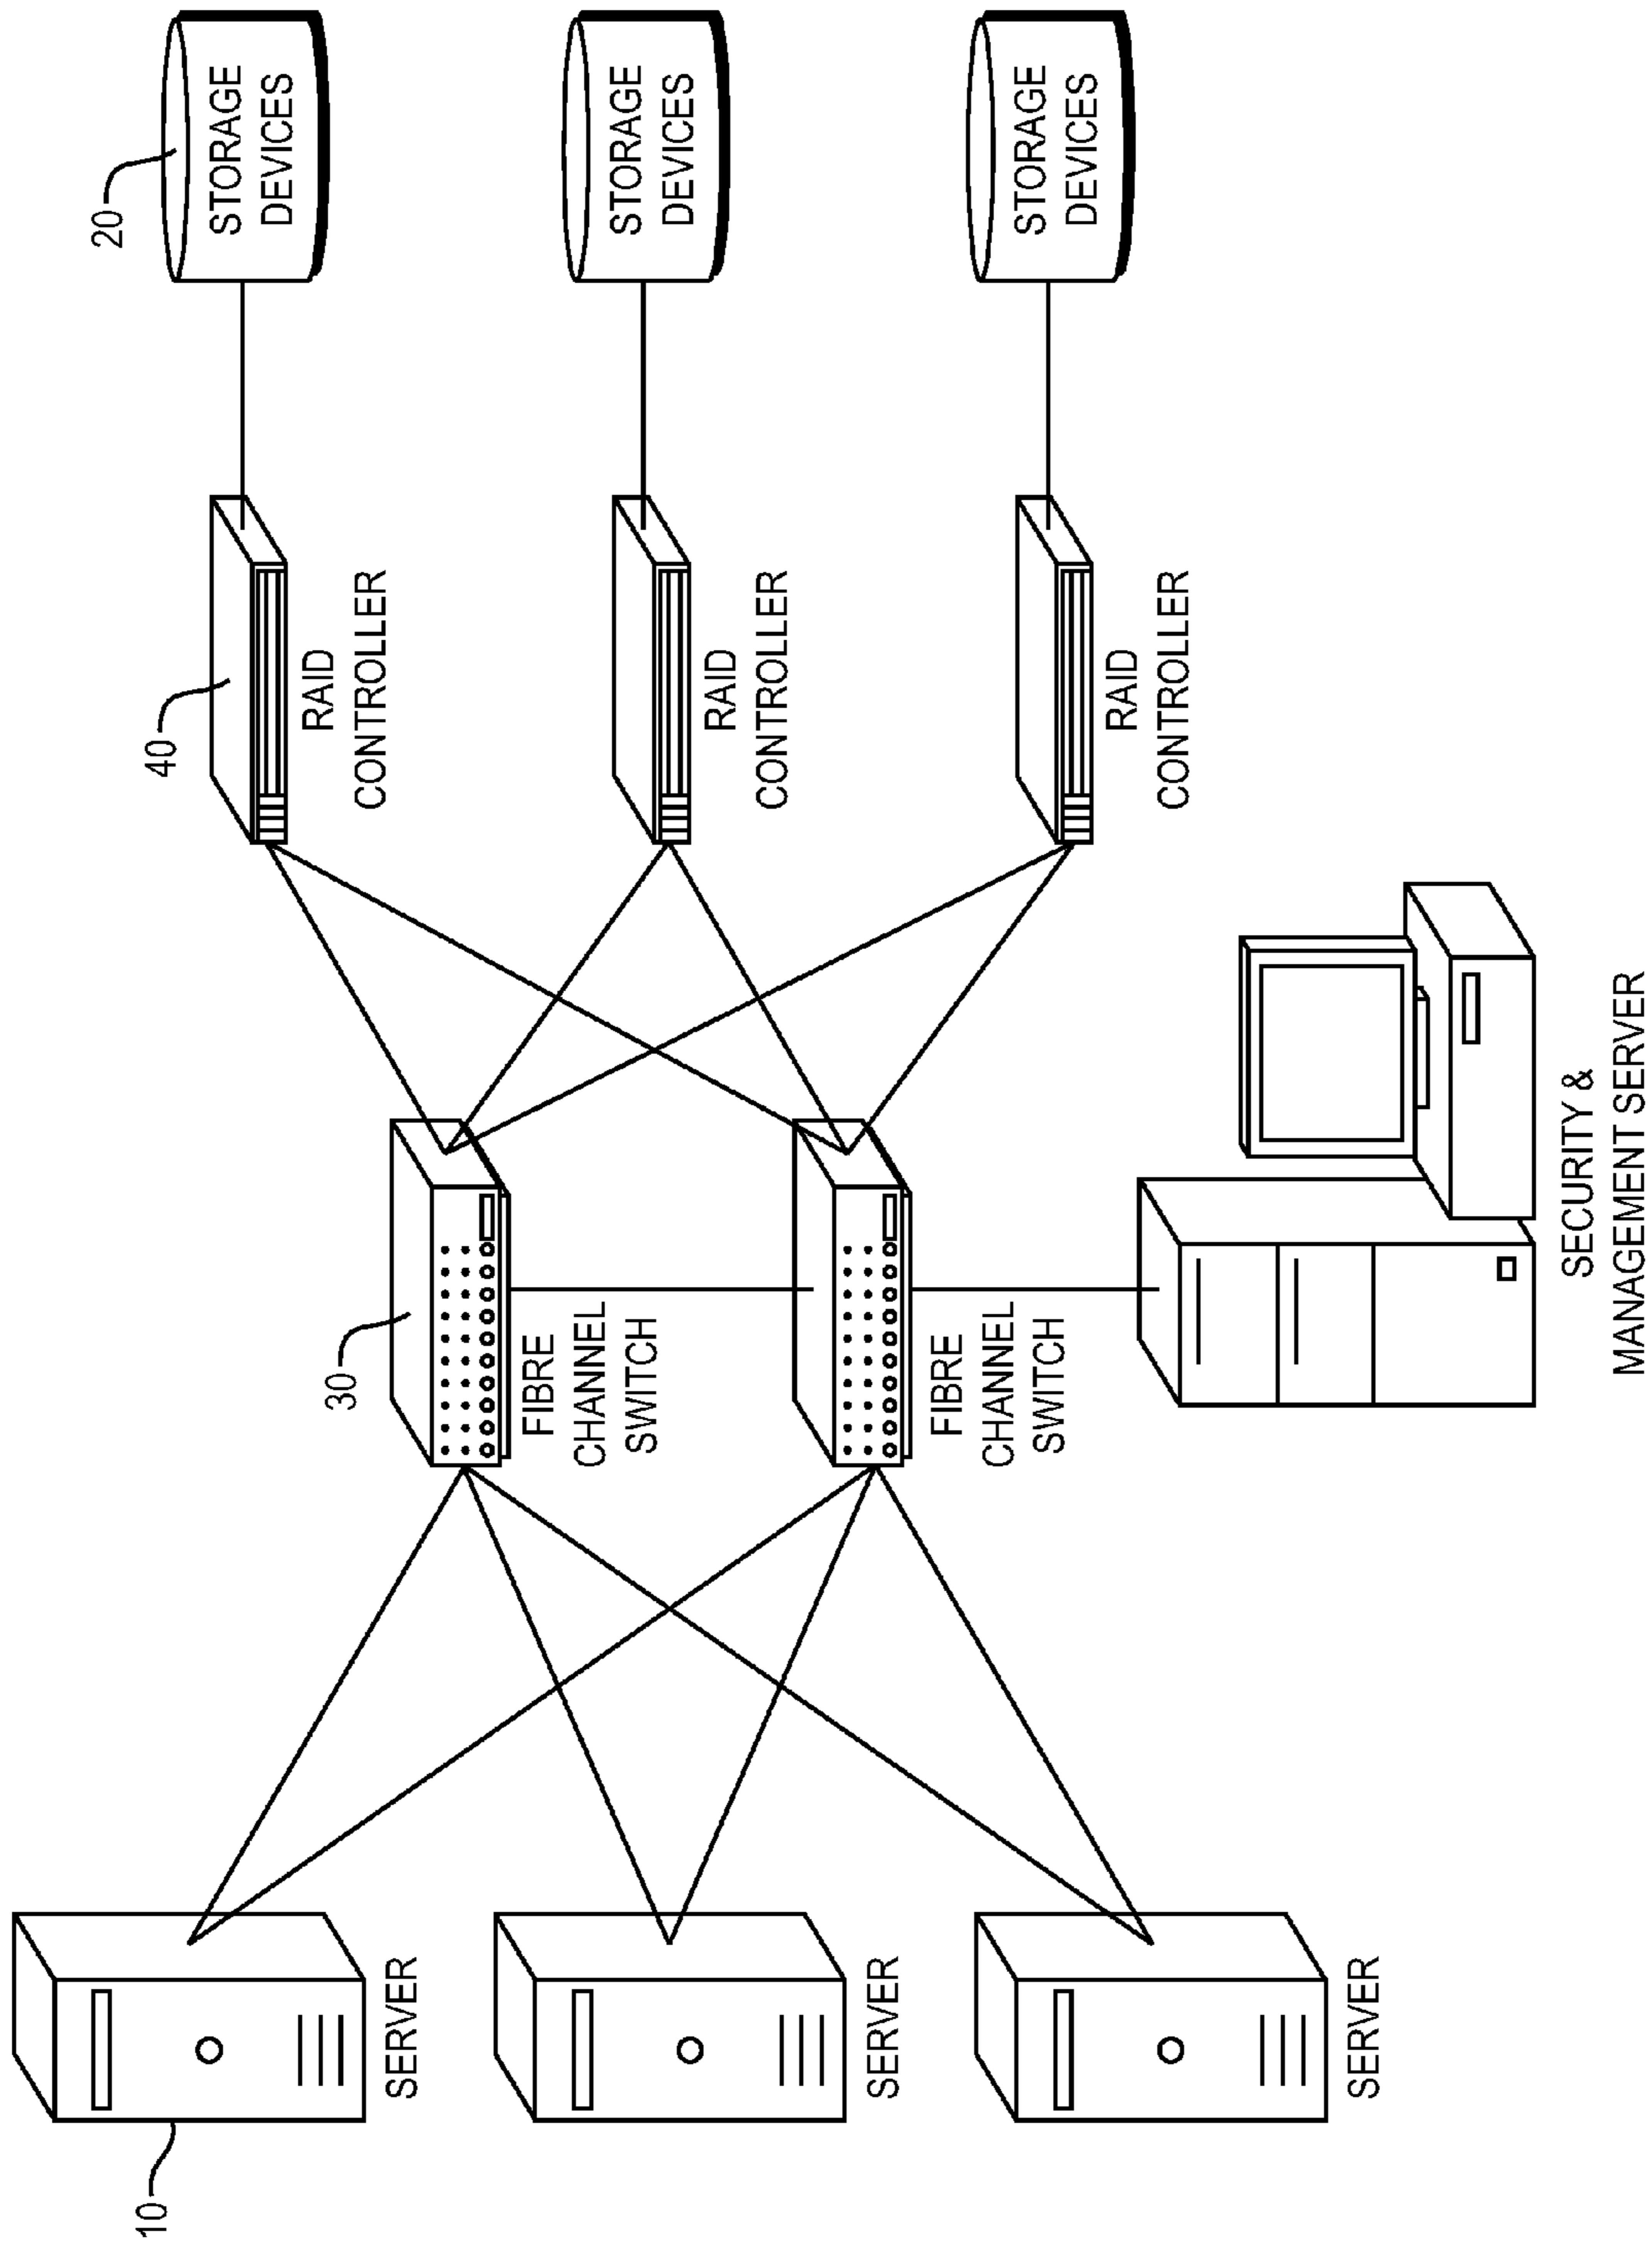 10
SERVER
SERVER
SERVER
30
FIBRE
CHANNEL
SWITCH
FIBRE
CHANNEL
SWITCH
SECURITY &
MANAGEMENT SERVER
40
RAID
CONTROLLER
RAID
CONTROLLER
RAID
CONTROLLER
20
STORAGE
DEVICES
STORAGE
DEVICES
STORAGE
DEVICES